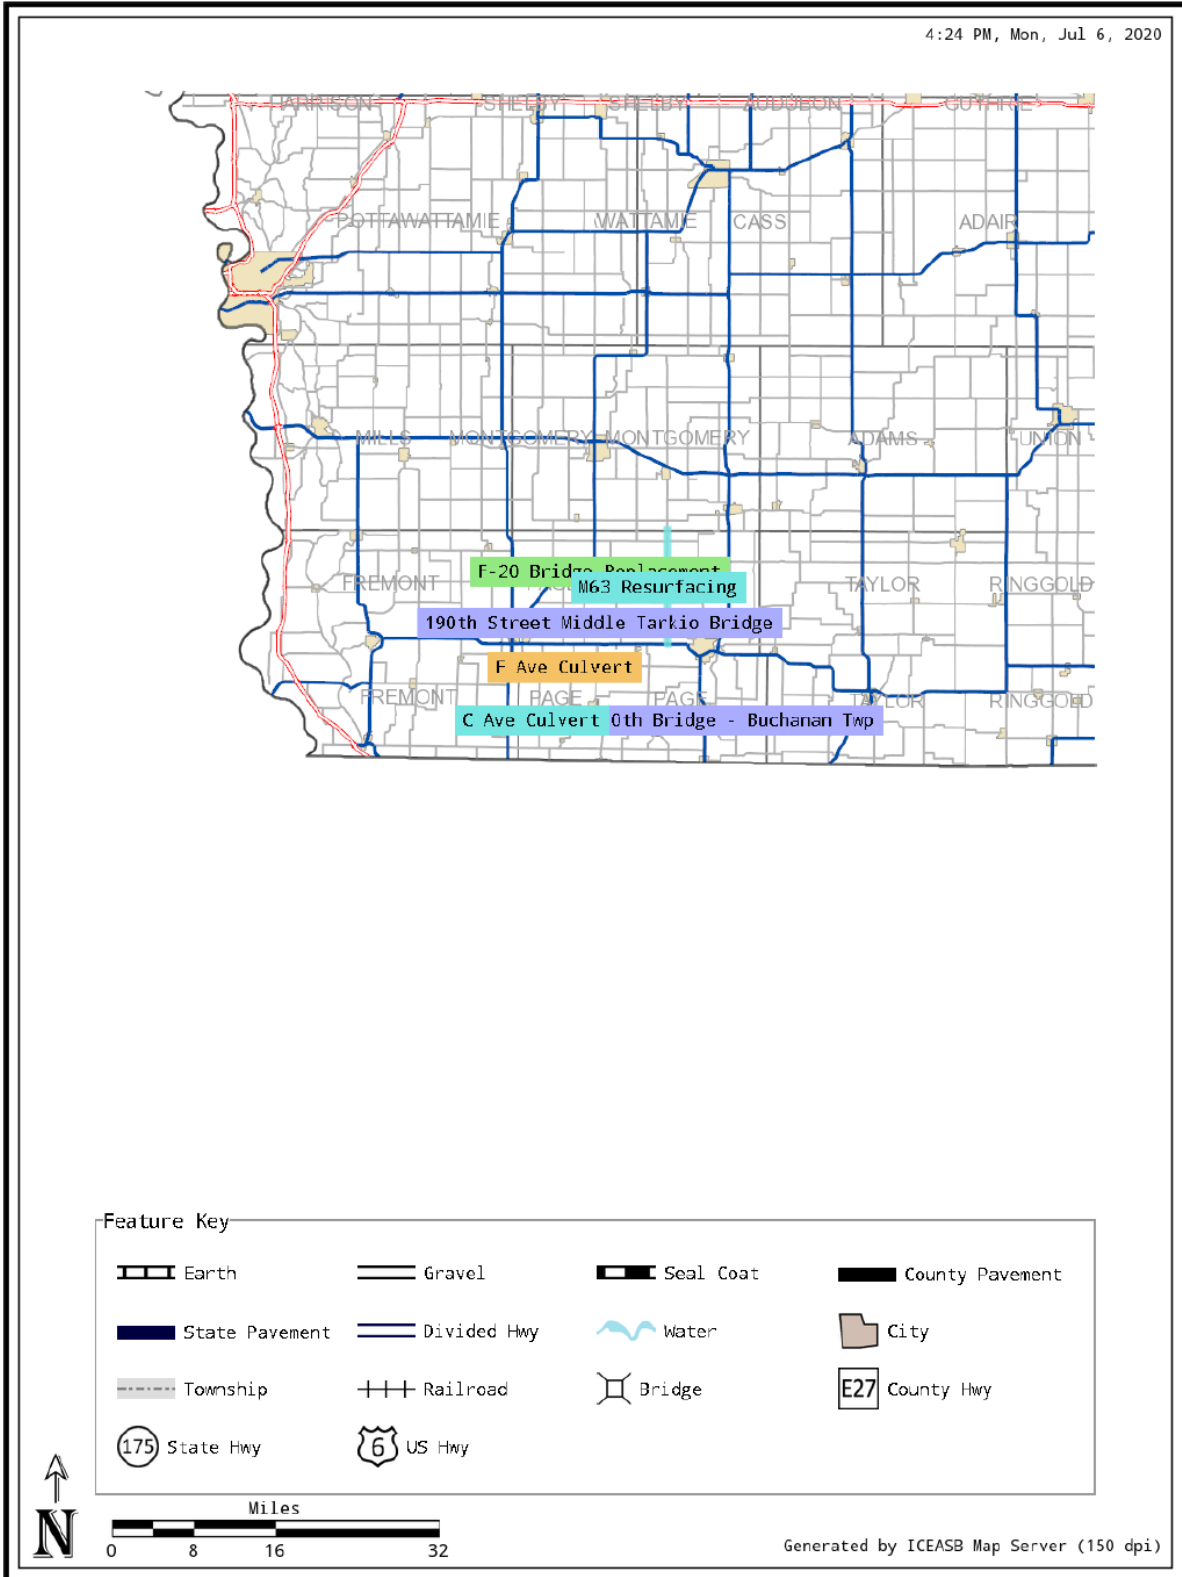 4:24 PM, Mon, Jul 6, 2020
ARRISON SHELBY SHELBY AUDUBON GUTHRIE
POTTAWATTAMIE WATTAMIE CASS ADAIR
MILLS MONTGOMERY MONTGOMERY ADAMS UNION
F-20 Bridge Replacement
FREMONT M63 Resurfacing TAYLOR RINGGOLD
190th Street Middle Tarkio Bridge
F Ave Culvert
FREMONT PAGE PAGE TAYLOR RINGGOLD
C Ave Culvert 0th Bridge - Buchanan Twp
Feature Key
Earth Gravel Seal Coat County Pavement
State Pavement Divided Hwy Water City
Township Railroad Bridge E27 County Hwy
175 State Hwy 6 US Hwy
N Miles
0 8 16 32
Generated by ICEASB Map Server (150 dpi)